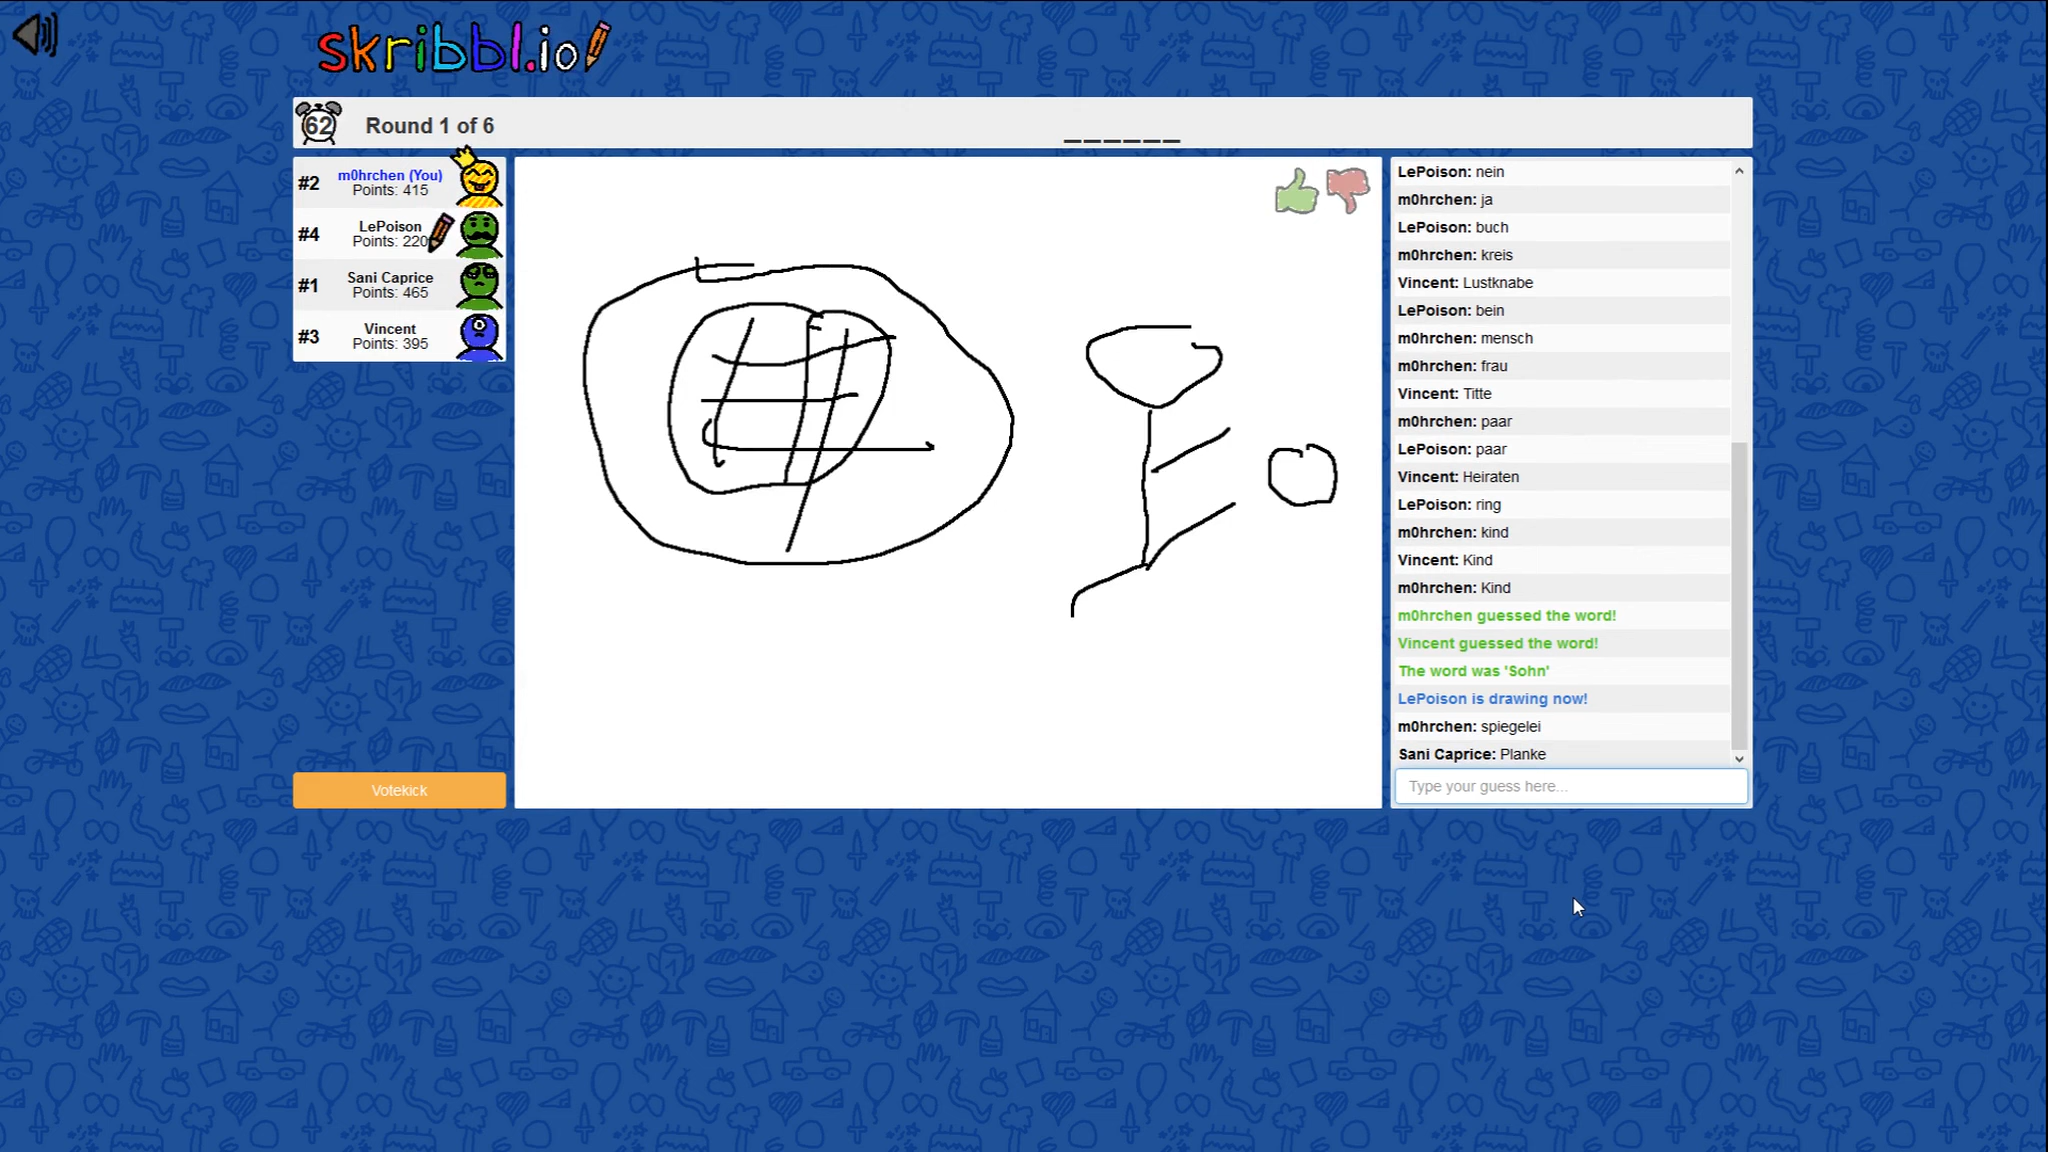 skribbl.io
62
Round 1 of 6
______
#2
m0hrchen (You)
Points: 415
#4
LePoison
Points: 220
#1
Sani Caprice
Points: 465
#3
Vincent
Points: 395
Votekick
LePoison: nein
m0hrchen: ja
LePoison: buch
m0hrchen: kreis
Vincent: Lustknabe
LePoison: bein
m0hrchen: mensch
m0hrchen: frau
Vincent: Titte
m0hrchen: paar
LePoison: paar
Vincent: Heiraten
LePoison: ring
m0hrchen: kind
Vincent: Kind
m0hrchen: Kind
m0hrchen guessed the word!
Vincent guessed the word!
The word was 'Sohn'
LePoison is drawing now!
m0hrchen: spiegelei
Sani Caprice: Planke
Type your guess here...